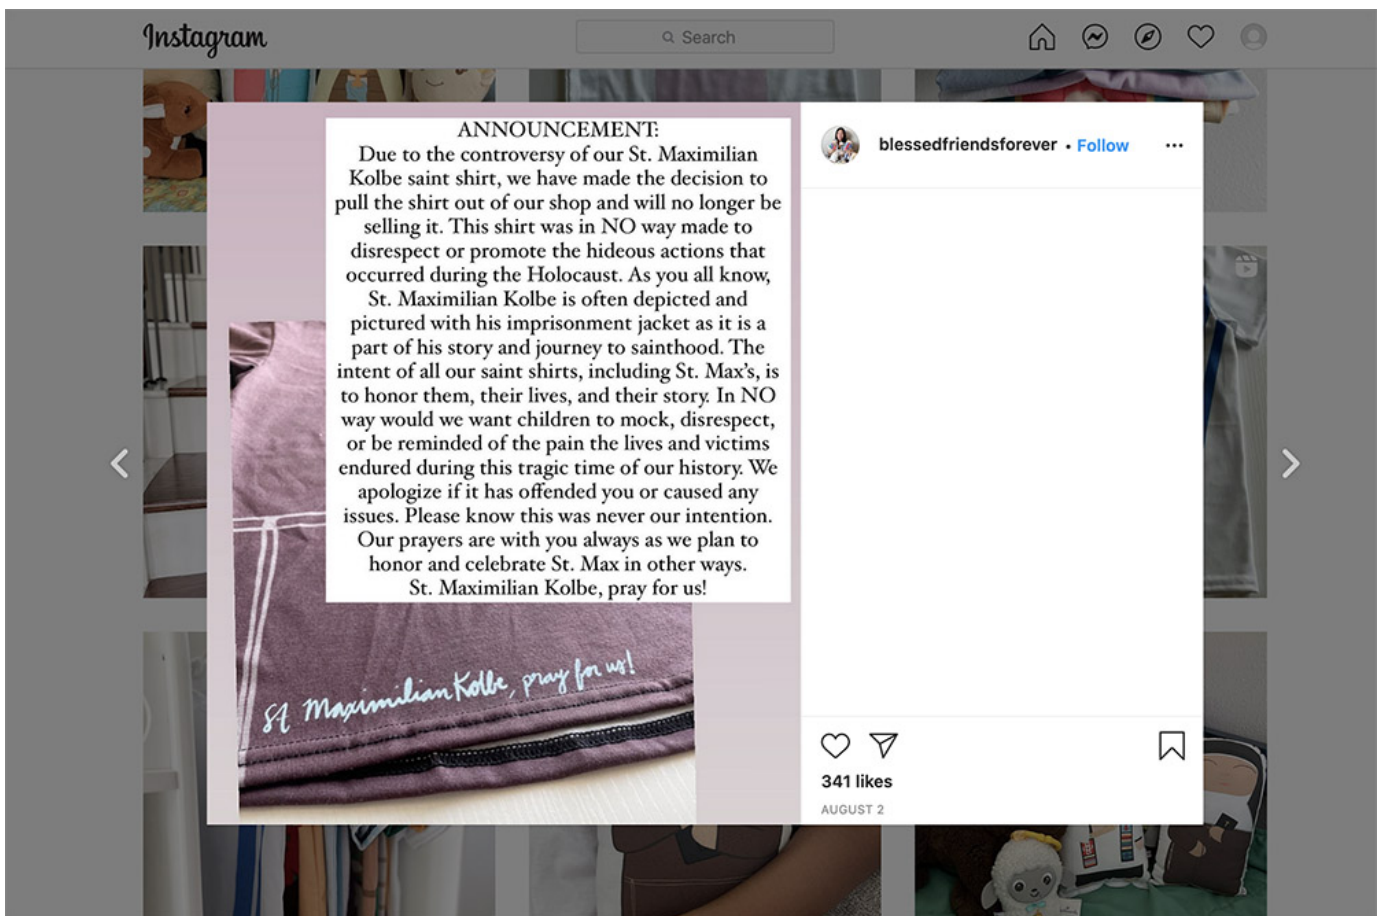 Instagram
Search
ANNOUNCEMENT:
Due to the controversy of our St. Maximilian
Kolbe saint shirt, we have made the decision to
pull the shirt out of our shop and will no longer be
selling it. This shirt was in NO way made to
disrespect or promote the hideous actions that
occurred during the Holocaust. As you all know,
St. Maximilian Kolbe is often depicted and
pictured with his imprisonment jacket as it is a
part of his story and journey to sainthood. The
intent of all our saint shirts, including St. Max’s, is
to honor them, their lives, and their story. In NO
way would we want children to mock, disrespect,
or be reminded of the pain the lives and victims
endured during this tragic time of our history. We
apologize if it has offended you or caused any
issues. Please know this was never our intention.
Our prayers are with you always as we plan to
honor and celebrate St. Max in other ways.
St. Maximilian Kolbe, pray for us!
St Maximilian Kolbe, pray for us!
blessedfriendsforever • Follow
341 likes
AUGUST 2